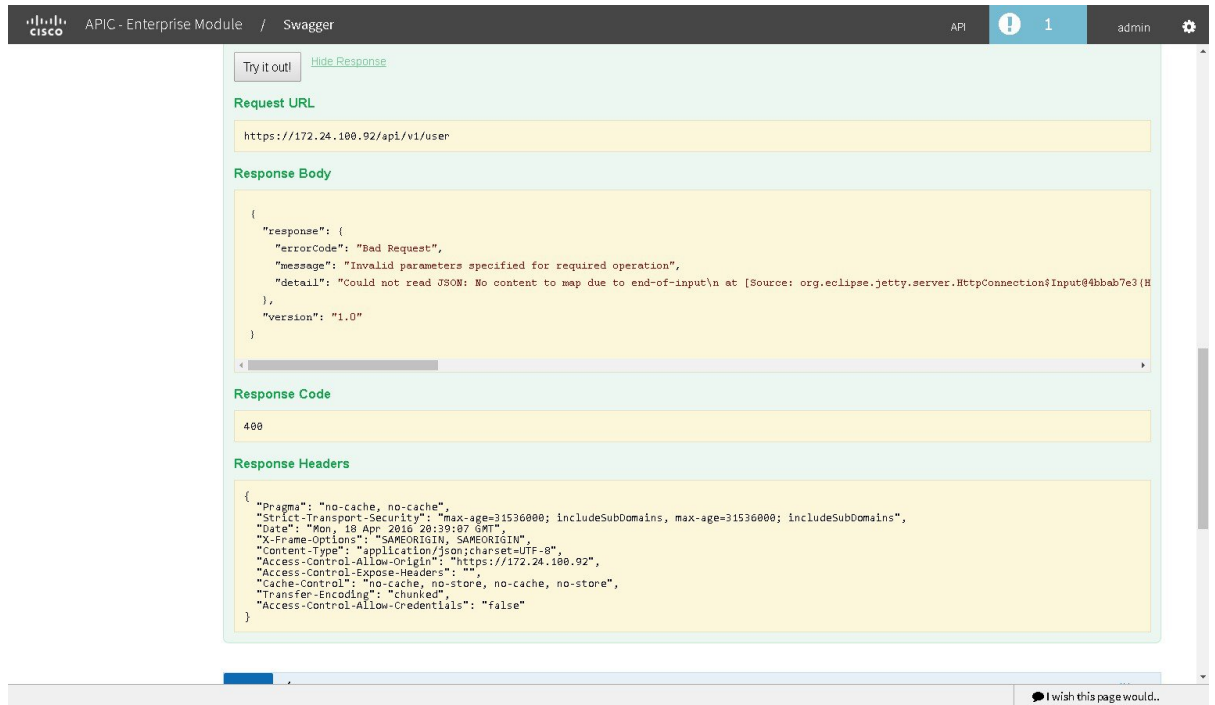 CISCO APIC - Enterprise Module / Swagger API 1 admin
Try it out! Hide Response
Request URL
https://172.24.100.92/api/v1/user
Response Body
{
"response": {
"errorCode": "Bad Request",
"message": "Invalid parameters specified for required operation",
"detail": "Could not read JSON: No content to map due to end-of-input\n at [Source: org.eclipse.jetty.server.HttpConnection$Input@4bbab7e3(H
},
"version": "1.0"
}
Response Code
400
Response Headers
{
"Pragma": "no-cache, no-cache",
"Strict-Transport-Security": "max-age=31536000; includeSubDomains, max-age=31536000; includeSubDomains",
"Date": "Mon, 18 Apr 2016 20:39:07 GMT",
"X-Frame-Options": "SAMEORIGIN, SAMEORIGIN",
"Content-Type": "application/json;charset=UTF-8",
"Access-Control-Allow-Origin": "https://172.24.100.92",
"Access-Control-Expose-Headers": "",
"Cache-Control": "no-cache, no-store, no-cache, no-store",
"Transfer-Encoding": "chunked",
"Access-Control-Allow-Credentials": "false"
}
I wish this page would..